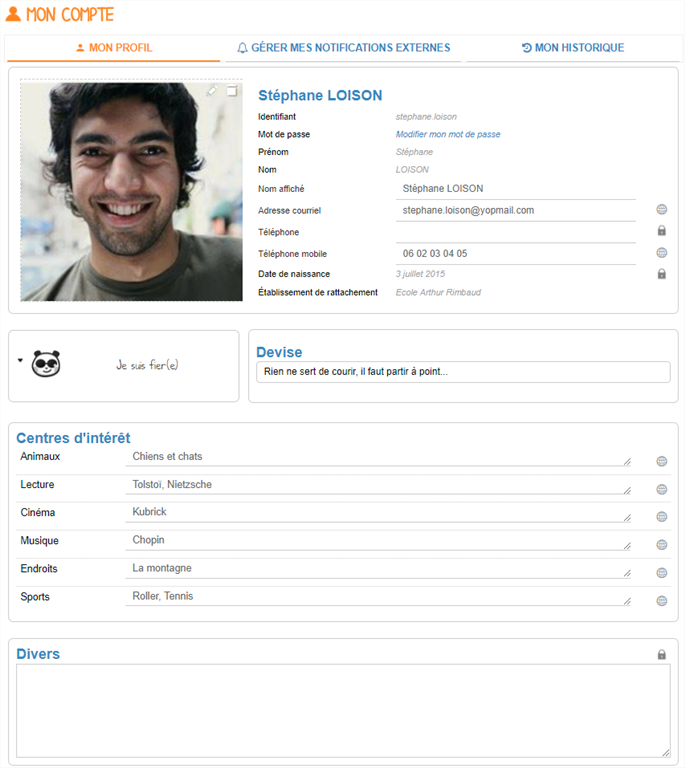 MON COMPTE
MON PROFIL
GÉRER MES NOTIFICATIONS EXTERNES
MON HISTORIQUE
Stéphane LOISON
Identifiant stephane.loison
Mot de passe Modifier mon mot de passe
Prénom Stéphane
Nom LOISON
Nom affiché Stéphane LOISON
Adresse courriel stephane.loison@yopmail.com
Téléphone
Téléphone mobile 06 02 03 04 05
Date de naissance 3 juillet 2015
Établissement de rattachement Ecole Arthur Rimbaud
Je suis fier(e)
Devise
Rien ne sert de courir, il faut partir à point...
Centres d'intérêt
Animaux Chiens et chats
Lecture Tolstoï, Nietzsche
Cinéma Kubrick
Musique Chopin
Endroits La montagne
Sports Roller, Tennis
Divers